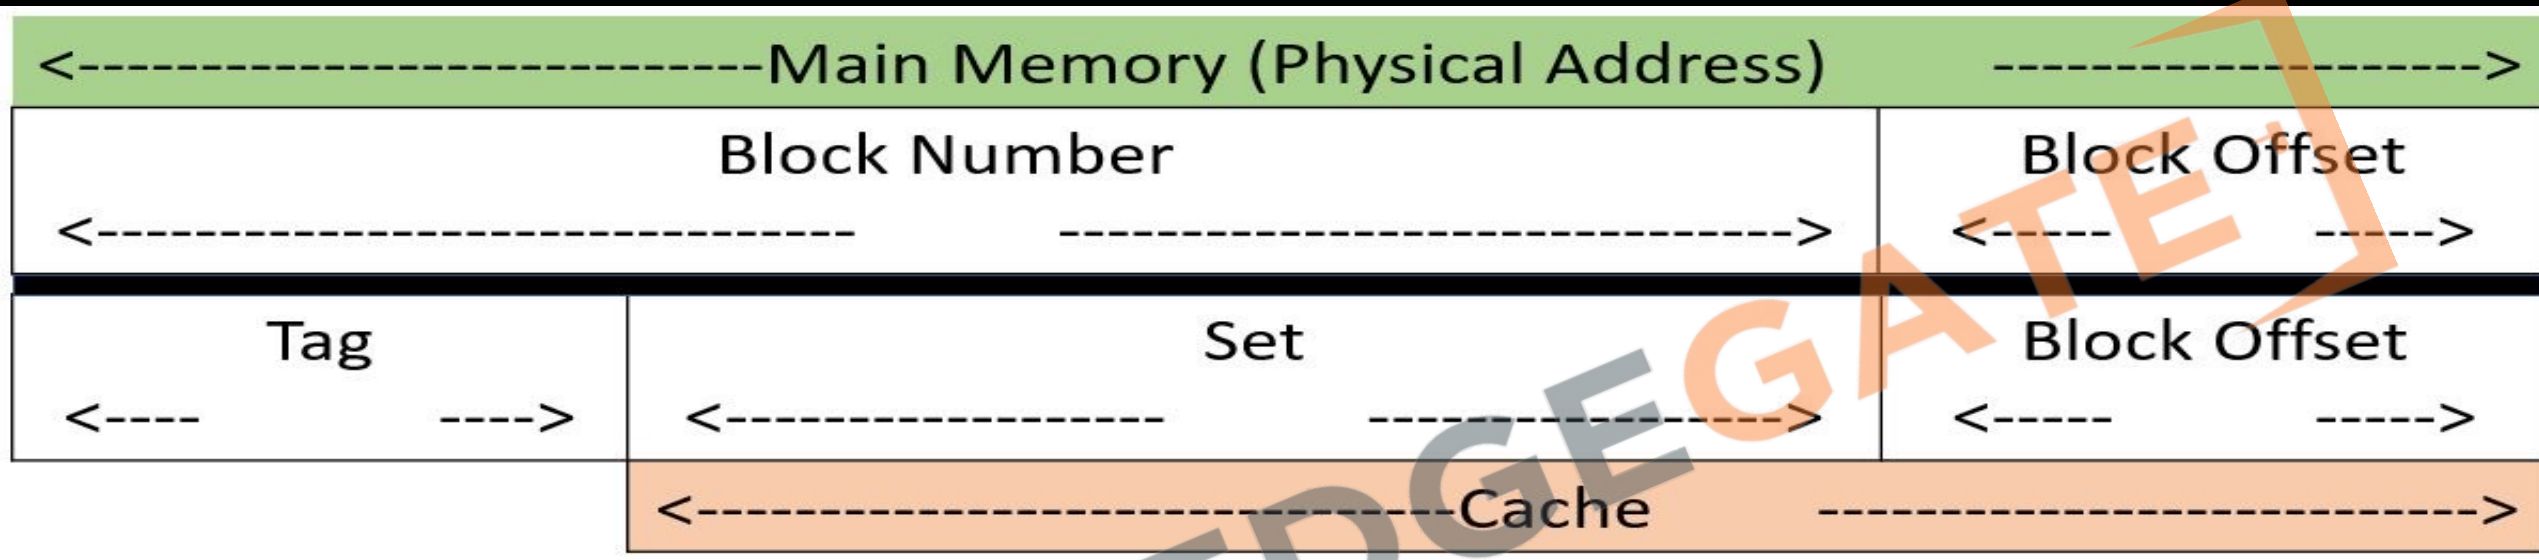 <----------------------------Main Memory (Physical Address) -------------------->
Block Number Block Offset
<------------------------------- ------------------------------> <----- ----->
Tag Set Block Offset
<---- ----> <------------------- -----------------> <----- ----->
<-------------------------------Cache --------------------------->
EDGEGATE